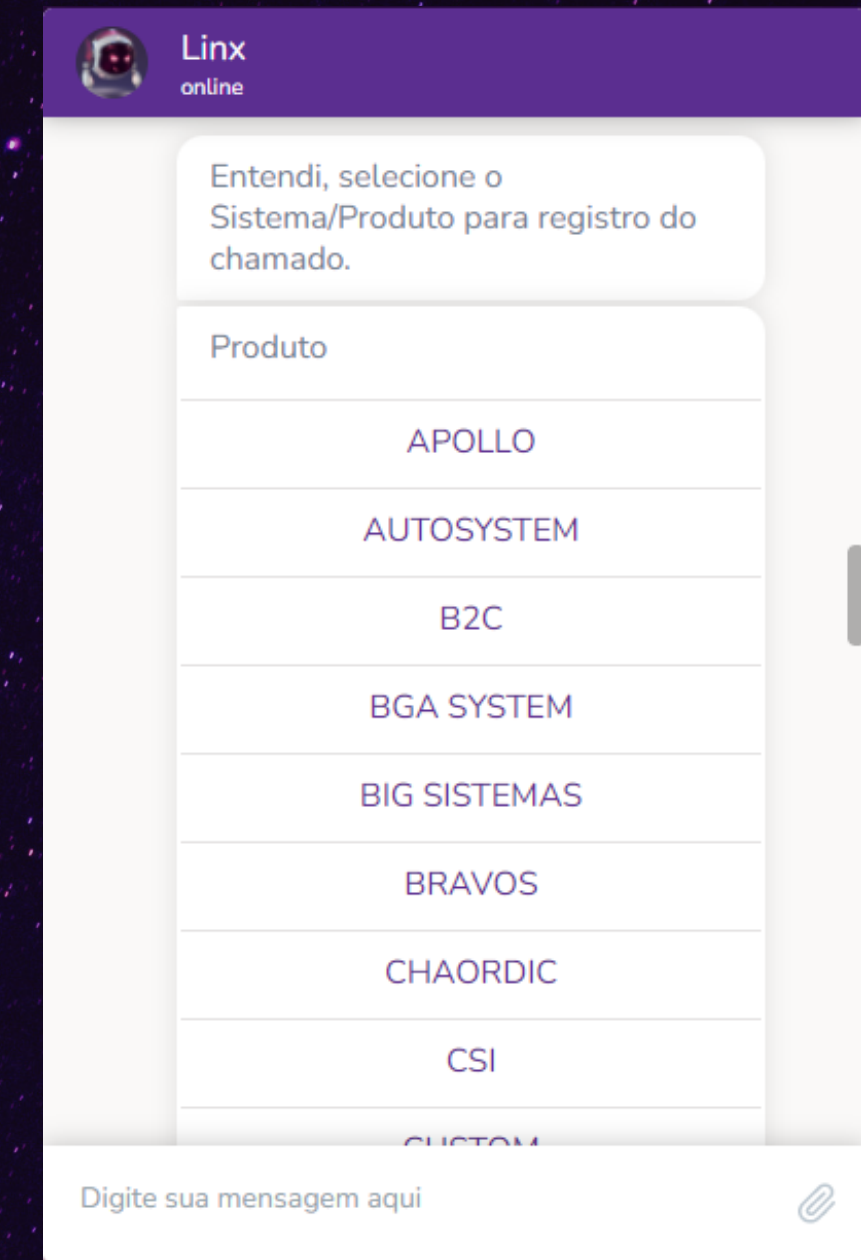 Linx
online
Entendi, selecione o
Sistema/Produto para registro do
chamado.
Produto
APOLLO
AUTOSYSTEM
B2C
BGA SYSTEM
BIG SISTEMAS
BRAVOS
CHAORDIC
CSI
CUSTOM
Digite sua mensagem aqui